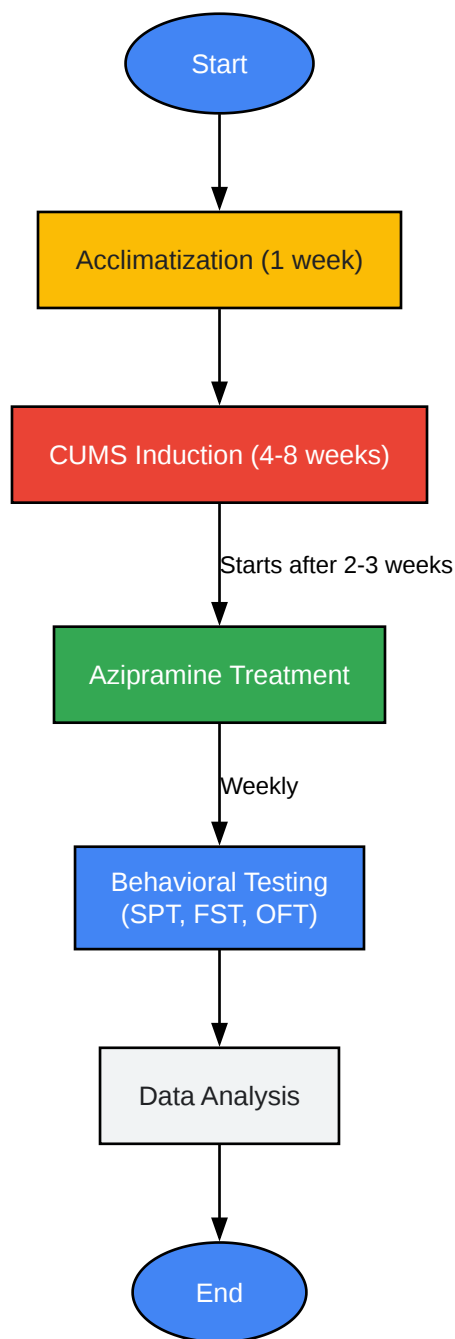 Start
Acclimatization (1 week)
CUMS Induction (4-8 weeks)
Starts after 2-3 weeks
Azipramine Treatment
Weekly
Behavioral Testing
(SPT, FST, OFT)
Data Analysis
End